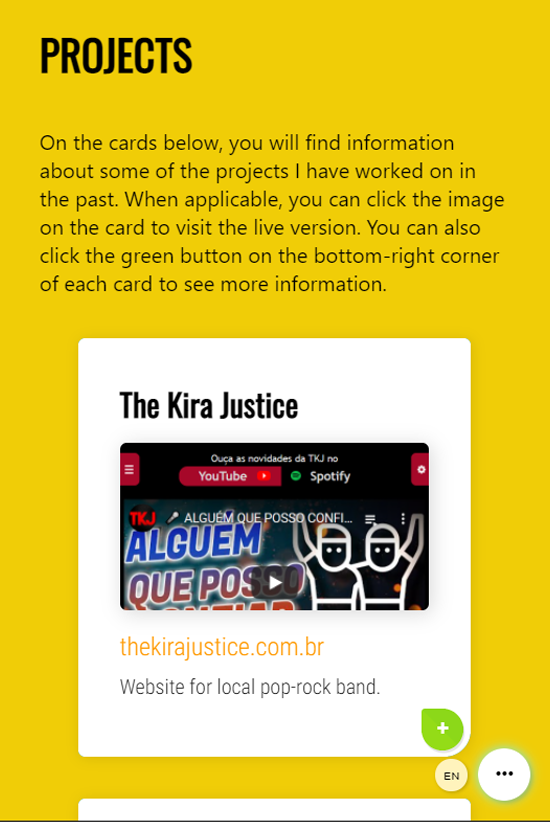 PROJECTS
On the cards below, you will find information
about some of the projects I have worked on in
the past. When applicable, you can click the image
on the card to visit the live version. You can also
click the green button on the bottom-right corner
of each card to see more information.
The Kira Justice
Ouça as novidades da TKJ no
YouTube Spotify
TKJ ALGUÉM QUE POSSO CONFI...
ALGUÉM
QUE POSSO
thekirajustice.com.br
Website for local pop-rock band.
+
EN
...